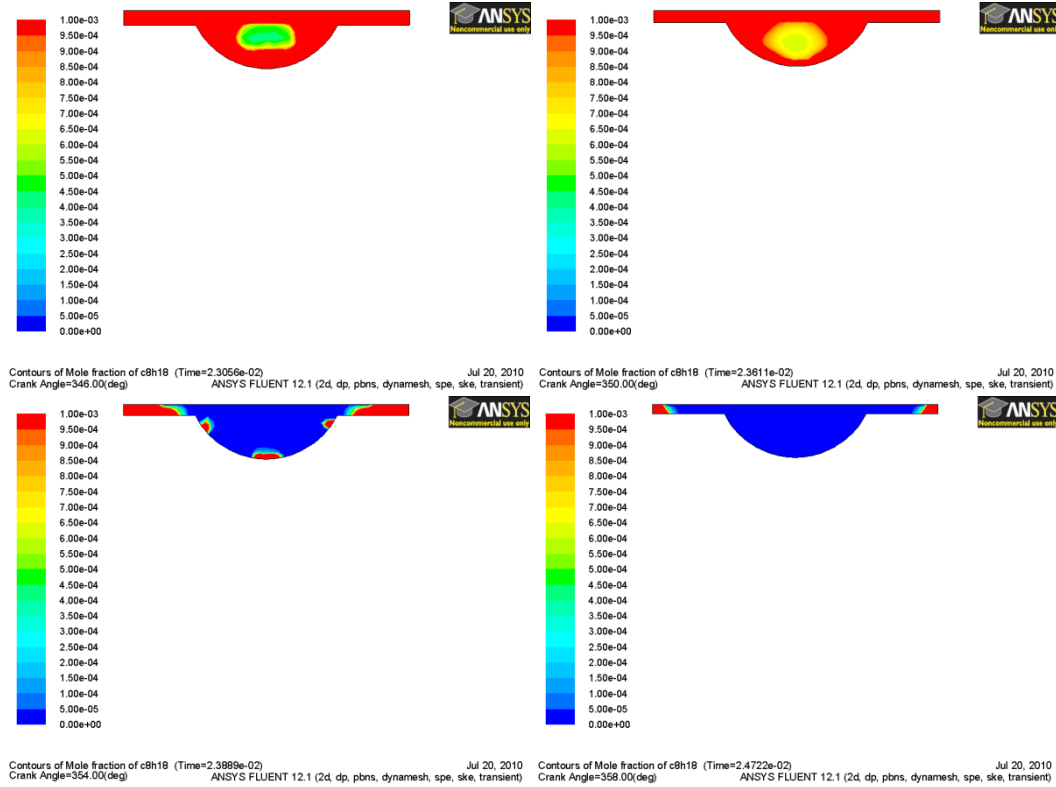 1.00e-03
9.50e-04
9.00e-04
8.50e-04
8.00e-04
7.50e-04
7.00e-04
6.50e-04
6.00e-04
5.50e-04
5.00e-04
4.50e-04
4.00e-04
3.50e-04
3.00e-04
2.50e-04
2.00e-04
1.50e-04
1.00e-04
5.00e-05
0.00e+00
ANSYS
Noncommercial use only
Contours of Mole fraction of c8h18 (Time=2.3056e-02)
Crank Angle=346.00(deg)
Jul 20, 2010
ANSYS FLUENT 12.1 (2d, dp, pbns, dynamesh, spe, ske, transient)
1.00e-03
9.50e-04
9.00e-04
8.50e-04
8.00e-04
7.50e-04
7.00e-04
6.50e-04
6.00e-04
5.50e-04
5.00e-04
4.50e-04
4.00e-04
3.50e-04
3.00e-04
2.50e-04
2.00e-04
1.50e-04
1.00e-04
5.00e-05
0.00e+00
ANSYS
Noncommercial use only
Contours of Mole fraction of c8h18 (Time=2.3611e-02)
Crank Angle=350.00(deg)
Jul 20, 2010
ANSYS FLUENT 12.1 (2d, dp, pbns, dynamesh, spe, ske, transient)
1.00e-03
9.50e-04
9.00e-04
8.50e-04
8.00e-04
7.50e-04
7.00e-04
6.50e-04
6.00e-04
5.50e-04
5.00e-04
4.50e-04
4.00e-04
3.50e-04
3.00e-04
2.50e-04
2.00e-04
1.50e-04
1.00e-04
5.00e-05
0.00e+00
ANSYS
Noncommercial use only
Contours of Mole fraction of c8h18 (Time=2.3889e-02)
Crank Angle=354.00(deg)
Jul 20, 2010
ANSYS FLUENT 12.1 (2d, dp, pbns, dynamesh, spe, ske, transient)
1.00e-03
9.50e-04
9.00e-04
8.50e-04
8.00e-04
7.50e-04
7.00e-04
6.50e-04
6.00e-04
5.50e-04
5.00e-04
4.50e-04
4.00e-04
3.50e-04
3.00e-04
2.50e-04
2.00e-04
1.50e-04
1.00e-04
5.00e-05
0.00e+00
ANSYS
Noncommercial use only
Contours of Mole fraction of c8h18 (Time=2.4722e-02)
Crank Angle=358.00(deg)
Jul 20, 2010
ANSYS FLUENT 12.1 (2d, dp, pbns, dynamesh, spe, ske, transient)